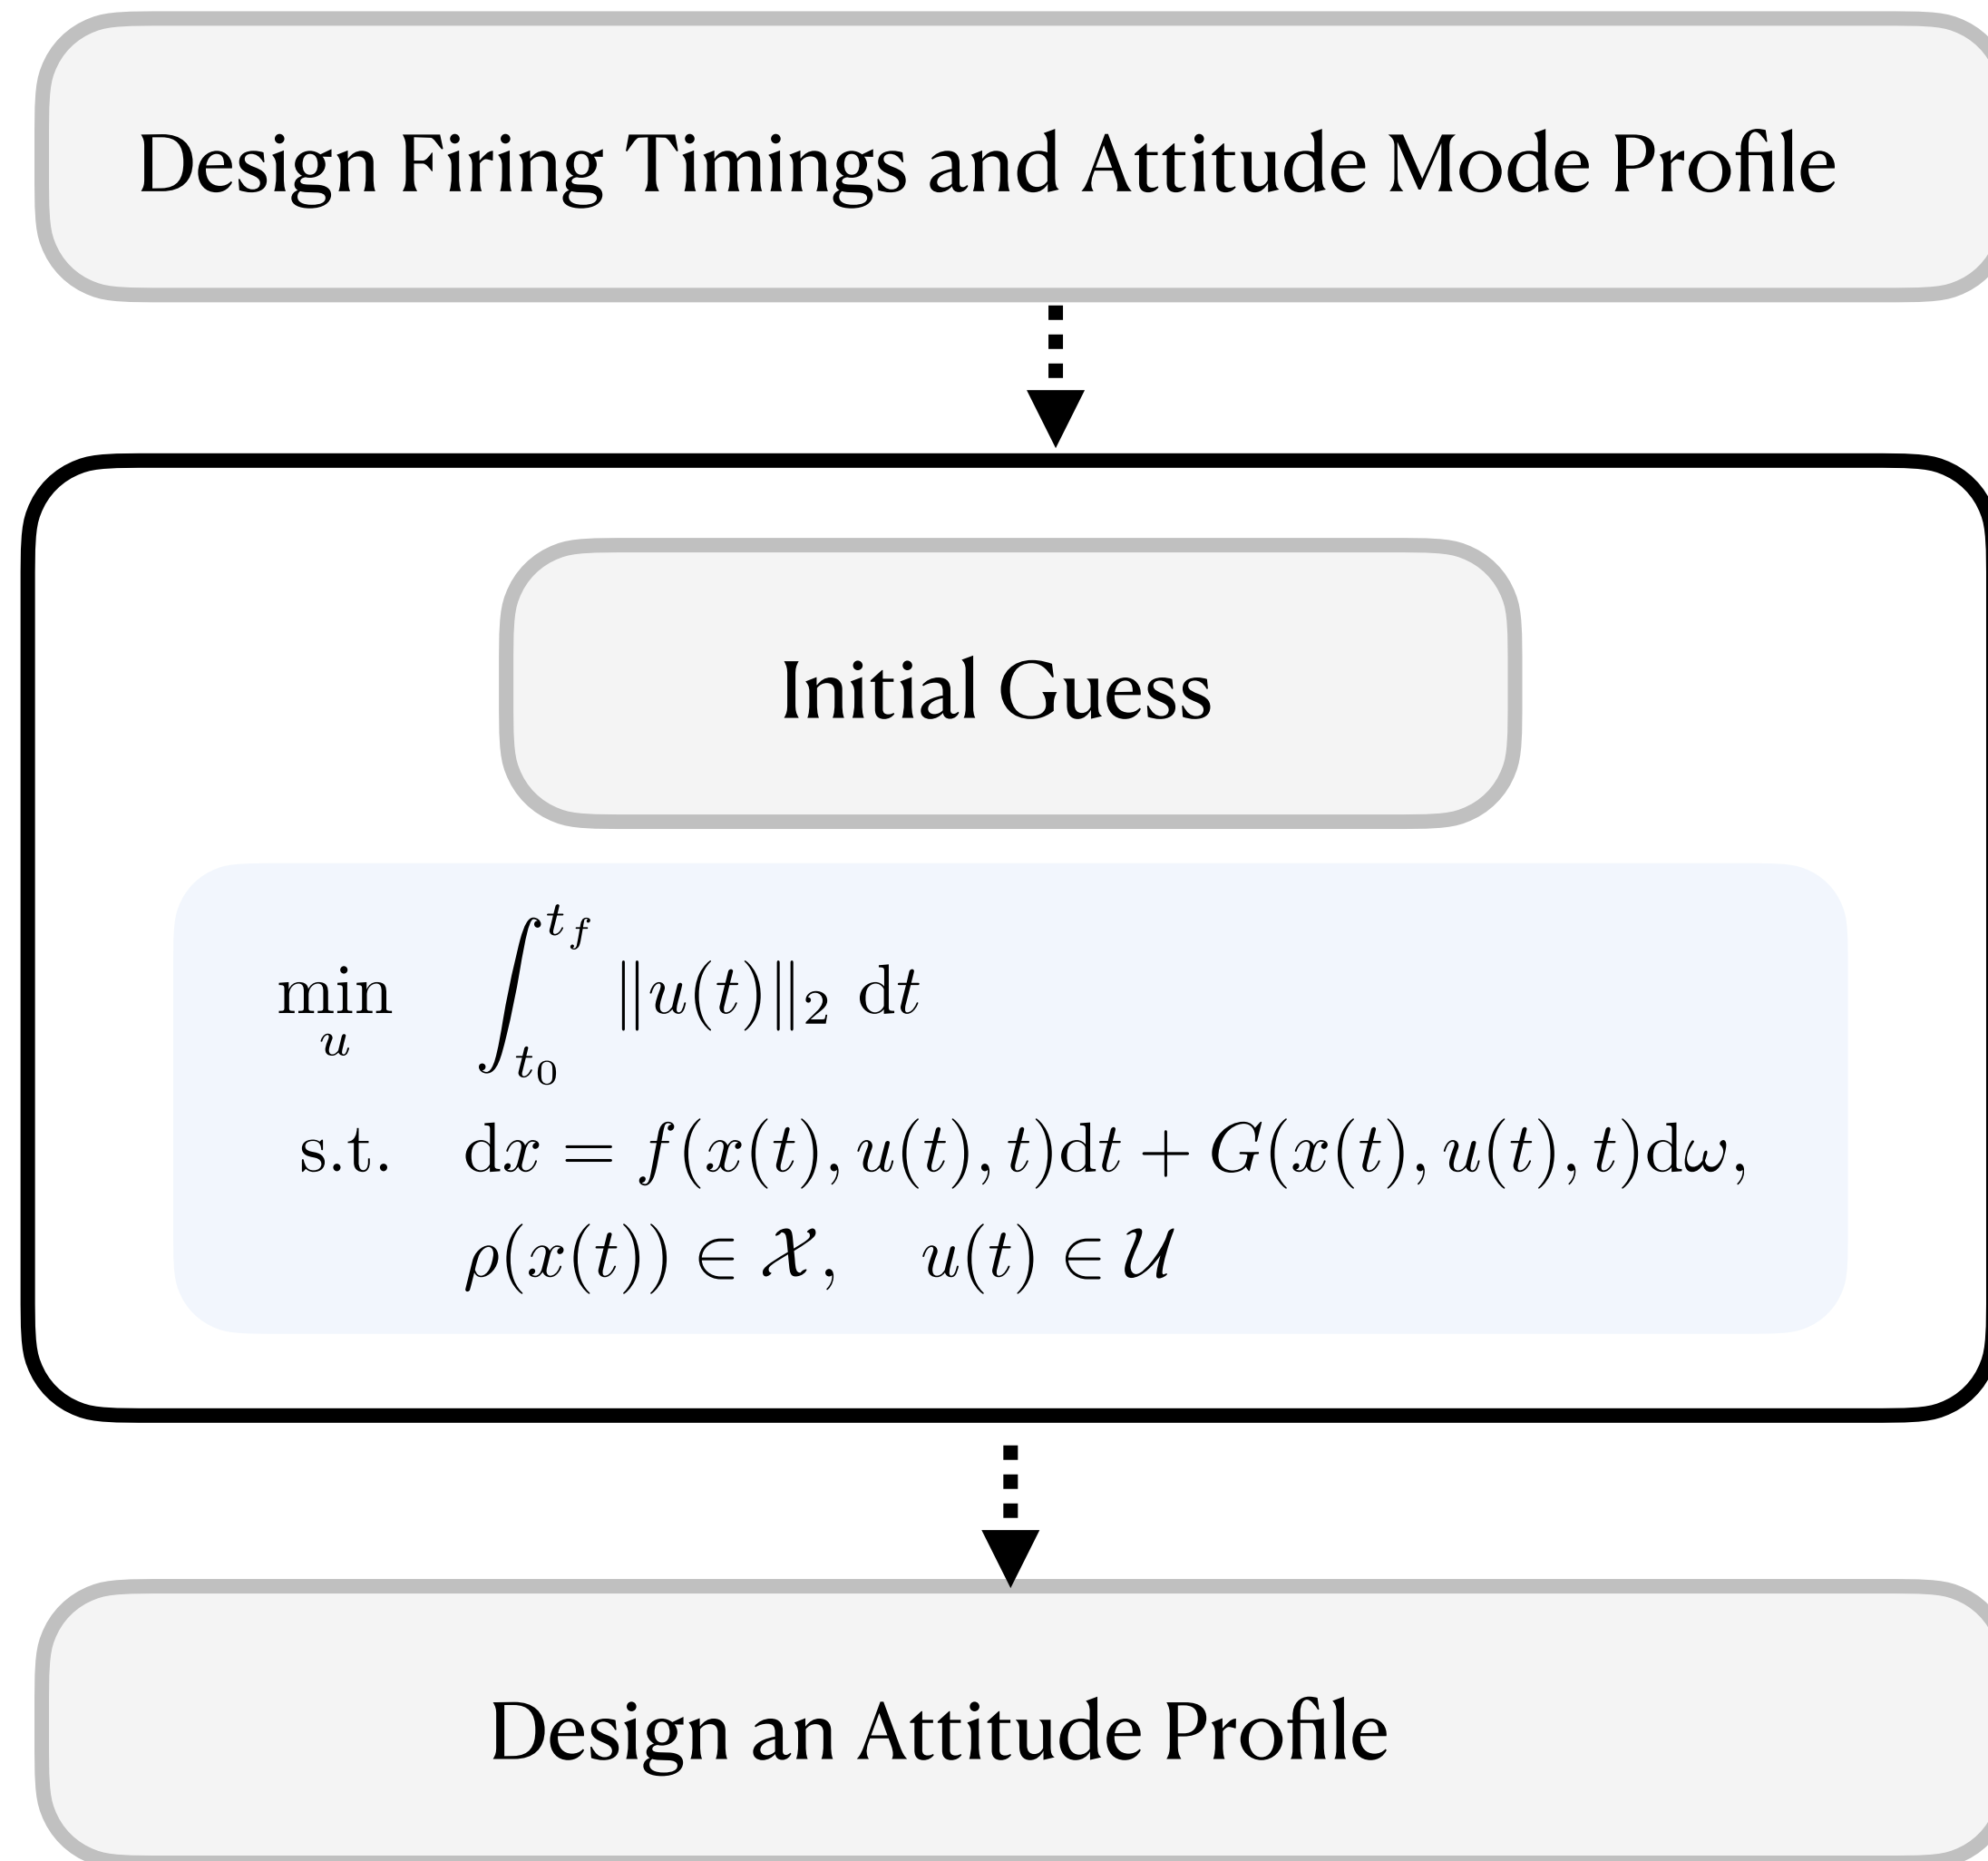 Design Firing Timings and Attitude Mode Profile
Initial Guess
min_u ∫_{t_0}^{t_f} ‖u(t)‖_2 dt
s.t. dx = f(x(t), u(t), t)dt + G(x(t), u(t), t)dω,
ρ(x(t)) ∈ 𝒳, u(t) ∈ 𝒰
Design an Attitude Profile